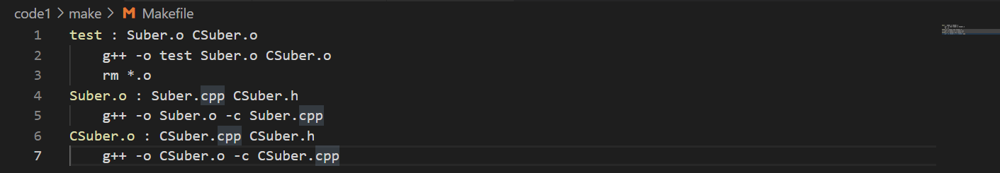 code1 > make > M Makefile
1 test : Suber.o CSuber.o
2 g++ -o test Suber.o CSuber.o
3 rm *.o
4 Suber.o : Suber.cpp CSuber.h
5 g++ -o Suber.o -c Suber.cpp
6 CSuber.o : CSuber.cpp CSuber.h
7 g++ -o CSuber.o -c CSuber.cpp